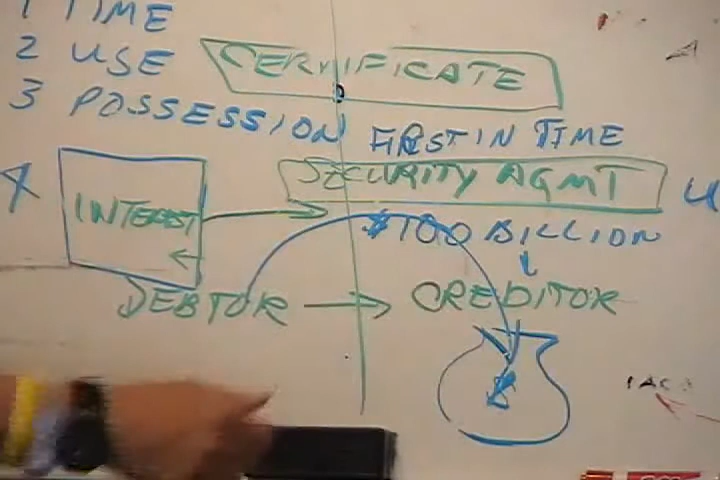 1 TIME
2 USE
3 POSSESSION
CERTIFICATE
FIRST IN TIME
SECURITY AGMT
INTEREST
$100 BILLION
DEBTOR → CREDITOR
$